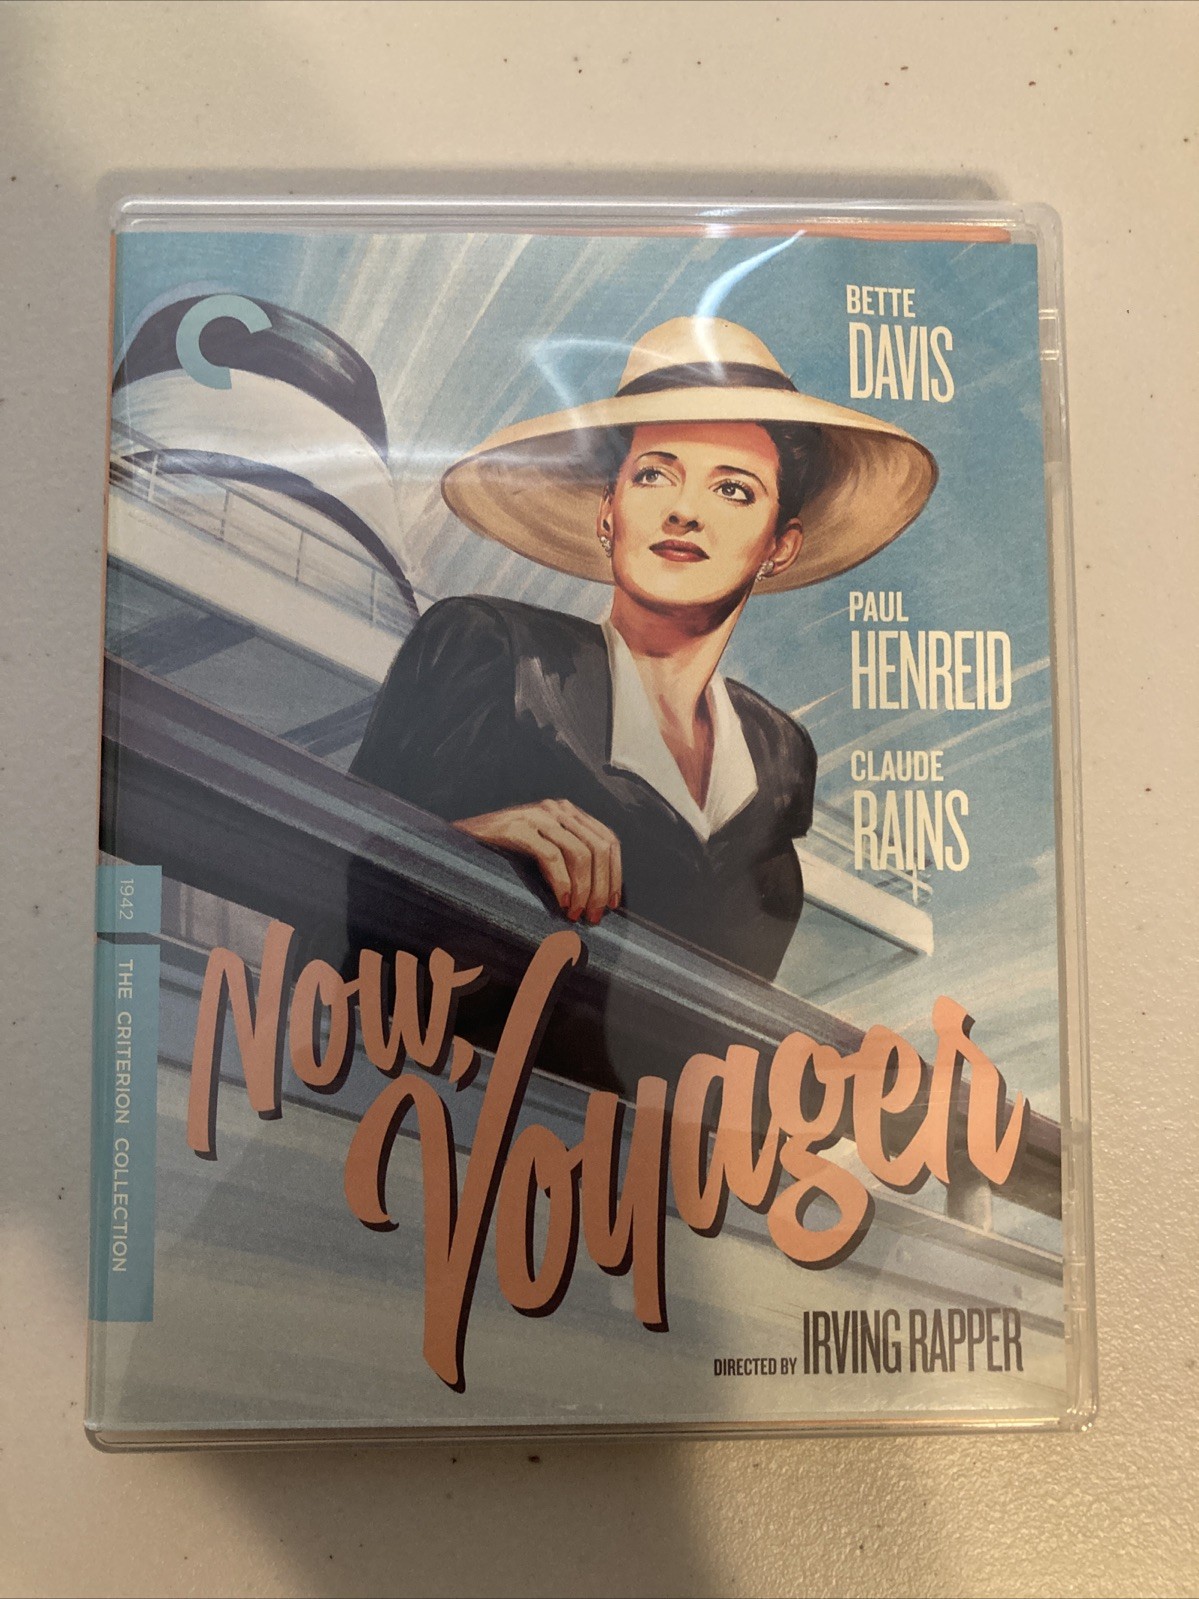 BETTE
DAVIS
PAUL
HENREID
CLAUDE
RAINS
1942
THE CRITERION COLLECTION
Now,
Voyager
DIRECTED BY IRVING RAPPER